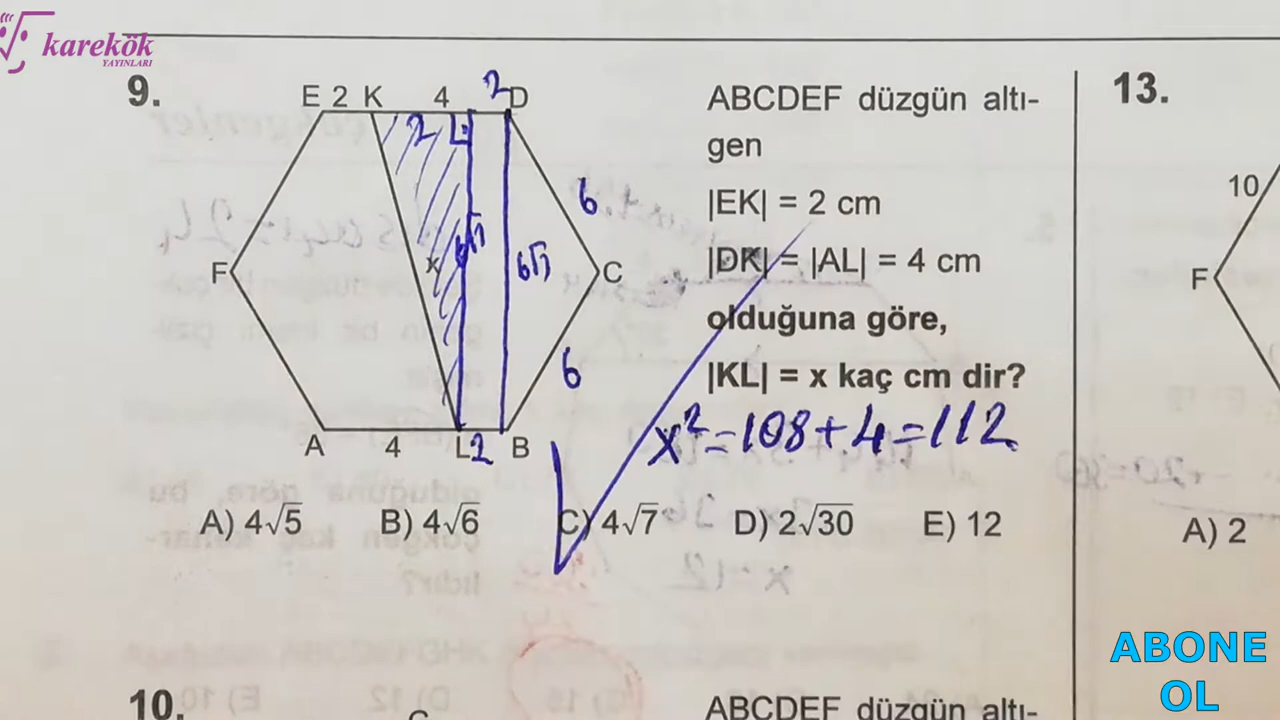 karekök
YAYINLARI
9.
E 2 K 4 2 D
2
6
6√3
6√3
x
F
C
6
A 4 L 2 B
ABCDEF düzgün altı-
gen
|EK| = 2 cm
|DK| = |AL| = 4 cm
olduğuna göre,
|KL| = x kaç cm dir?
x² = 108 + 4 = 112
A) 4√5 B) 4√6 C) 4√7 D) 2√30 E) 12
13.
10
F
A) 2
10.
ABCDEF düzgün altı-
ABONE
OL